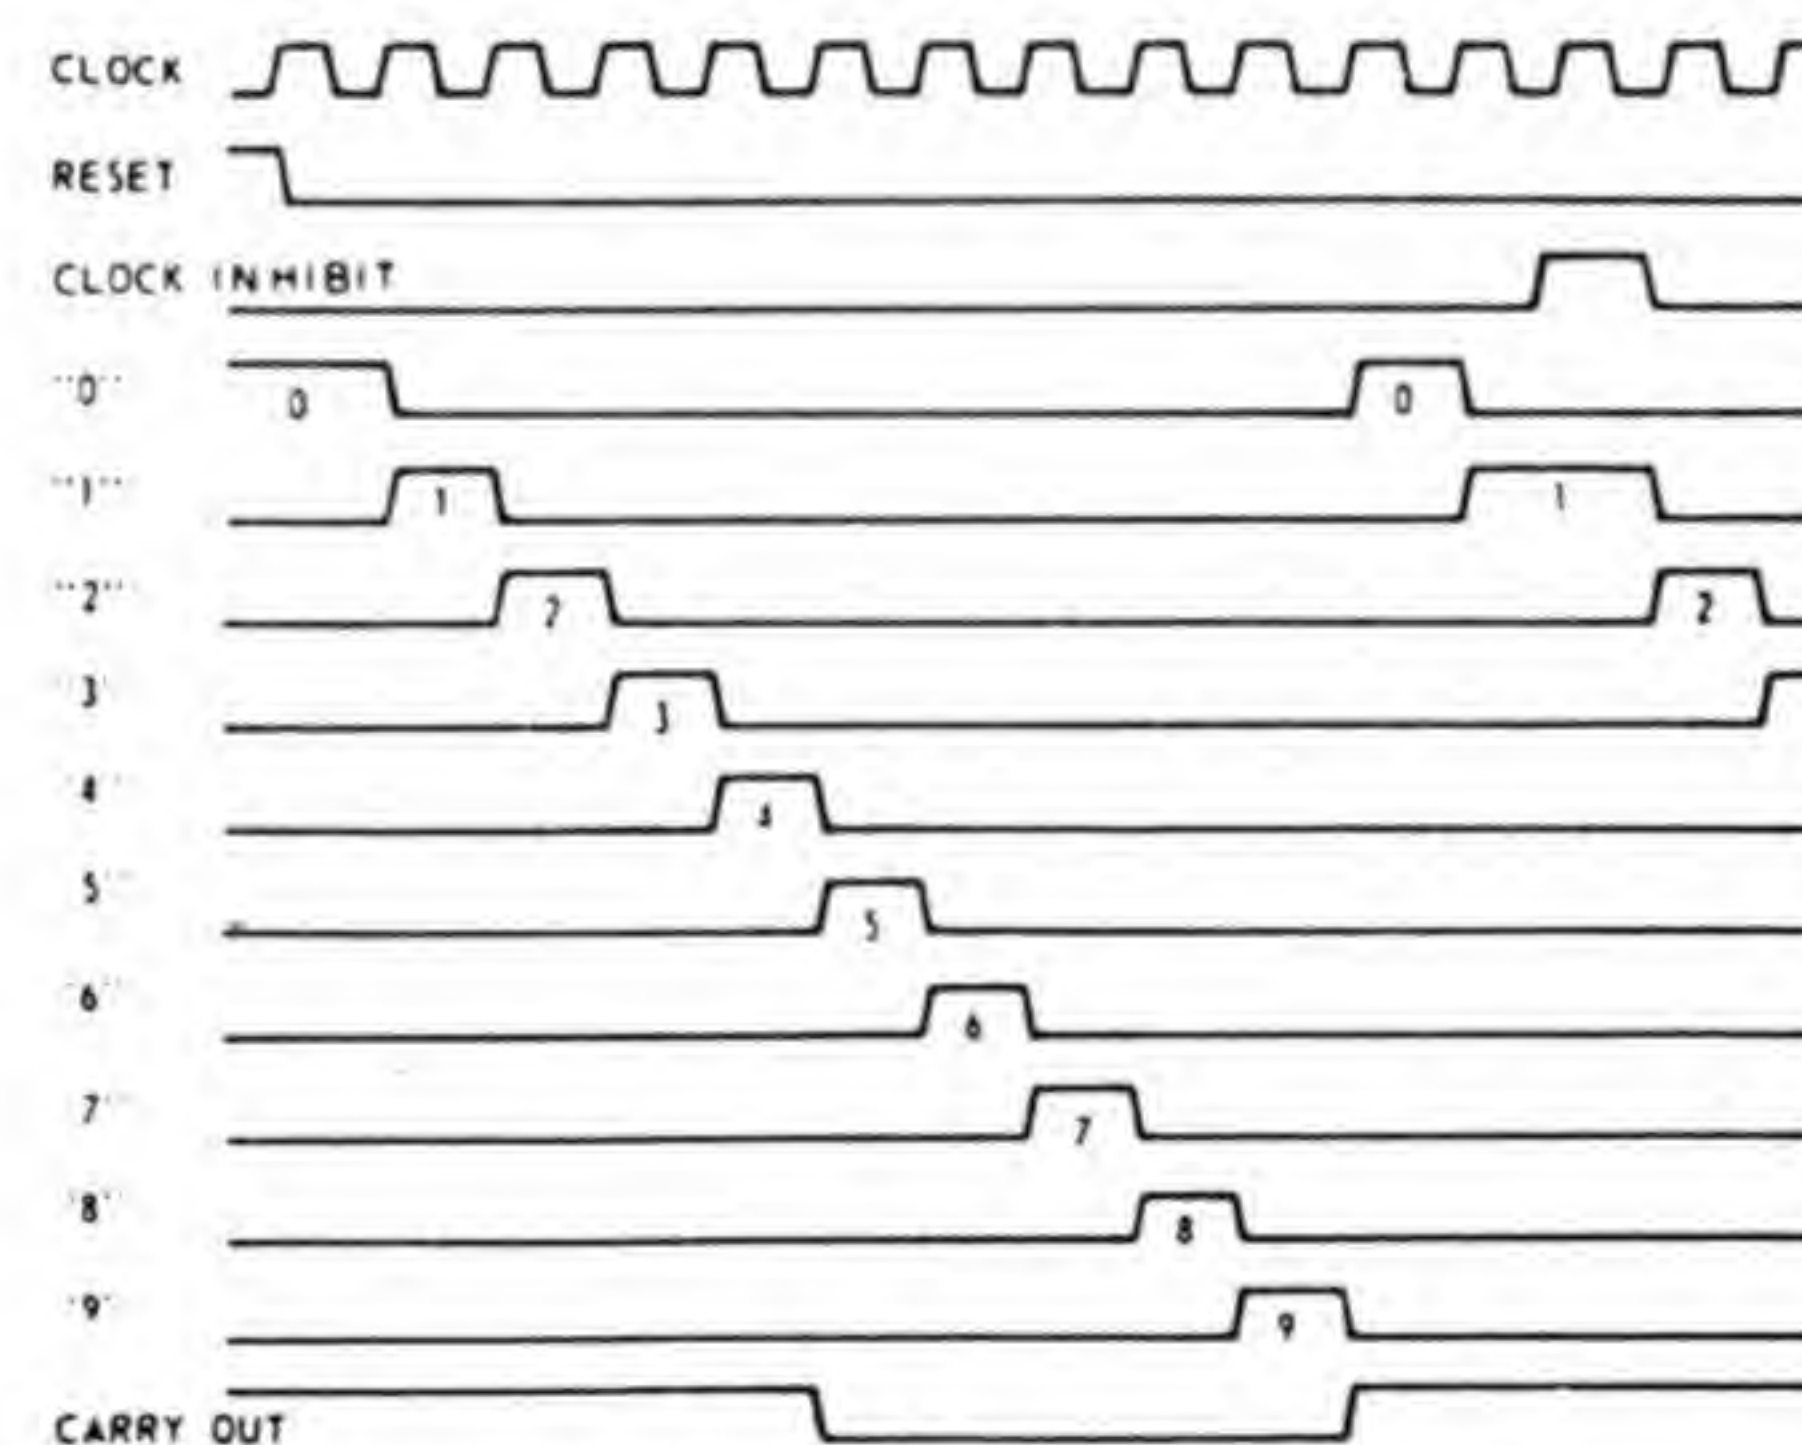 CLOCK
RESET
CLOCK INHIBIT
"0" 0 0
"1" 1 1
"2" 2 2
"3" 3
"4" 4
"5" 5
"6" 6
"7" 7
"8" 8
"9" 9
CARRY OUT